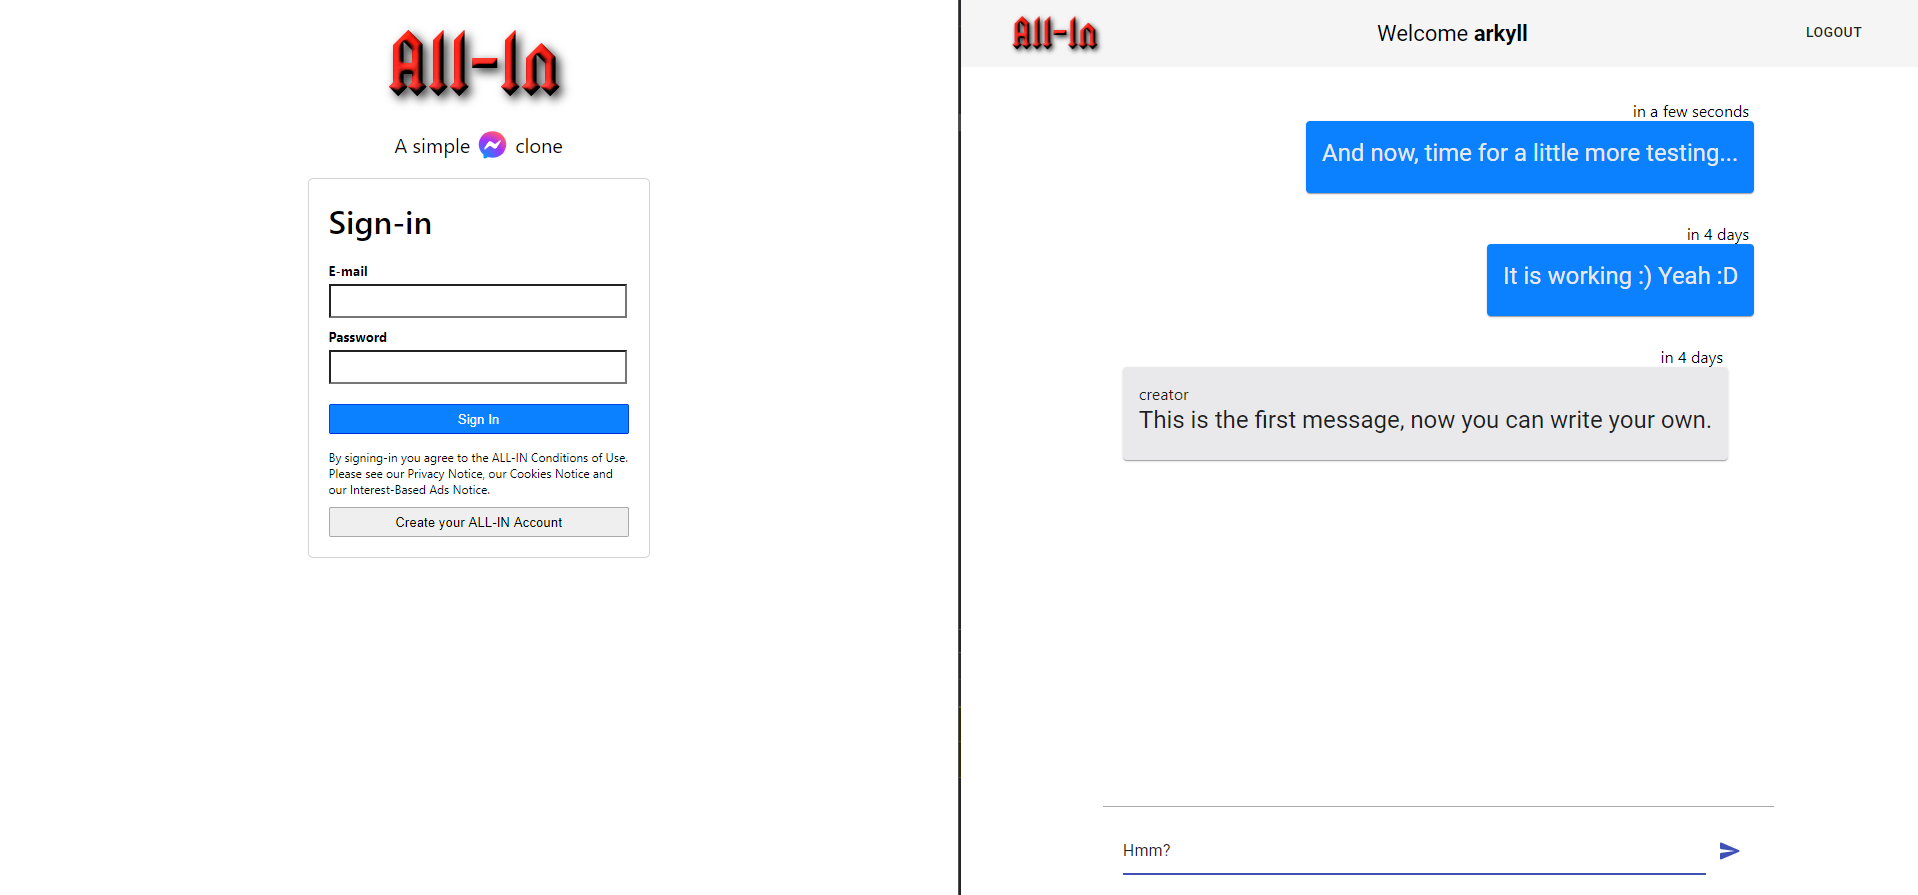 All-In
A simple clone
Sign-in
E-mail
Password
Sign In
By signing-in you agree to the ALL-IN Conditions of Use.
Please see our Privacy Notice, our Cookies Notice and
our Interest-Based Ads Notice.
Create your ALL-IN Account
All-In
Welcome arkyll
LOGOUT
in a few seconds
And now, time for a little more testing...
in 4 days
It is working :) Yeah :D
in 4 days
creator
This is the first message, now you can write your own.
Hmm?